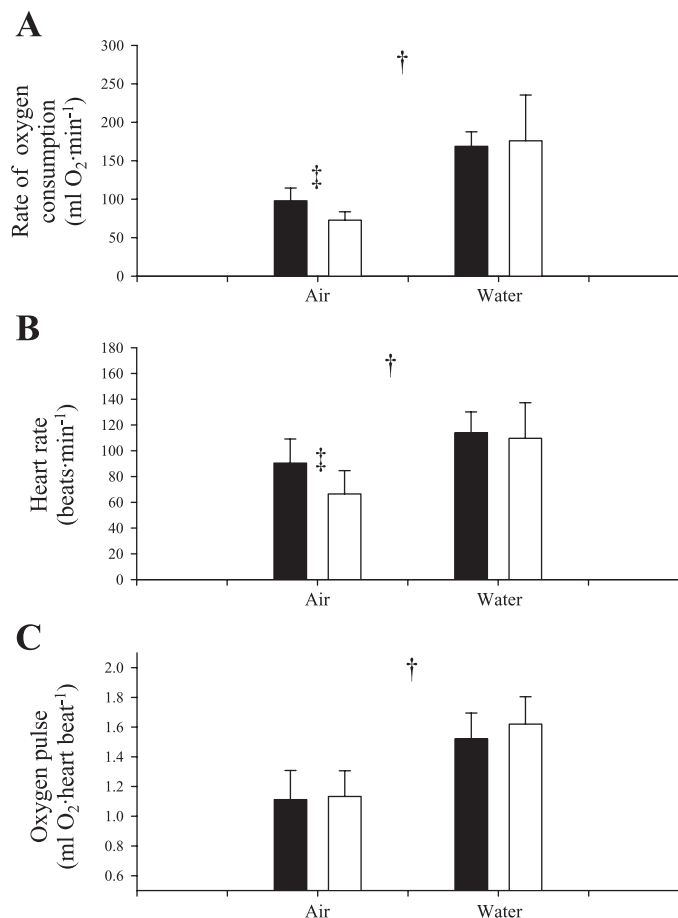 A
Rate of oxygen
consumption
(ml O₂·min⁻¹)
300
250
200
150
100
50
0
†
‡
Air
Water
B
Heart rate
(beats·min⁻¹)
180
160
140
120
100
80
60
40
20
0
†
‡
Air
Water
C
Oxygen pulse
(ml O₂·heart beat⁻¹)
2.0
1.8
1.6
1.4
1.2
1.0
0.8
0.6
†
Air
Water